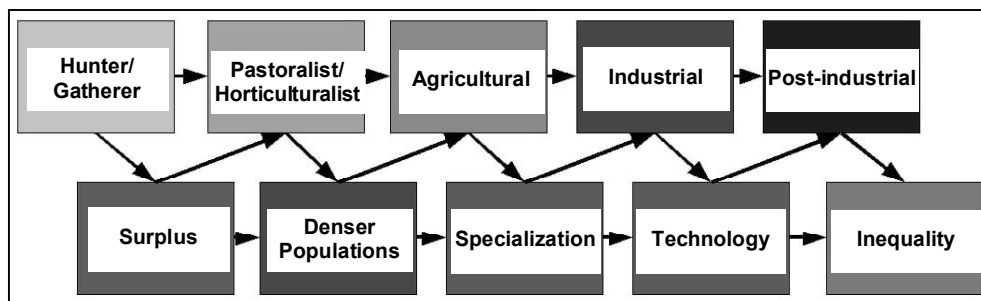 Hunter/
Gatherer
Pastoralist/
Horticulturalist
Agricultural
Industrial
Post-industrial
Surplus
Denser
Populations
Specialization
Technology
Inequality